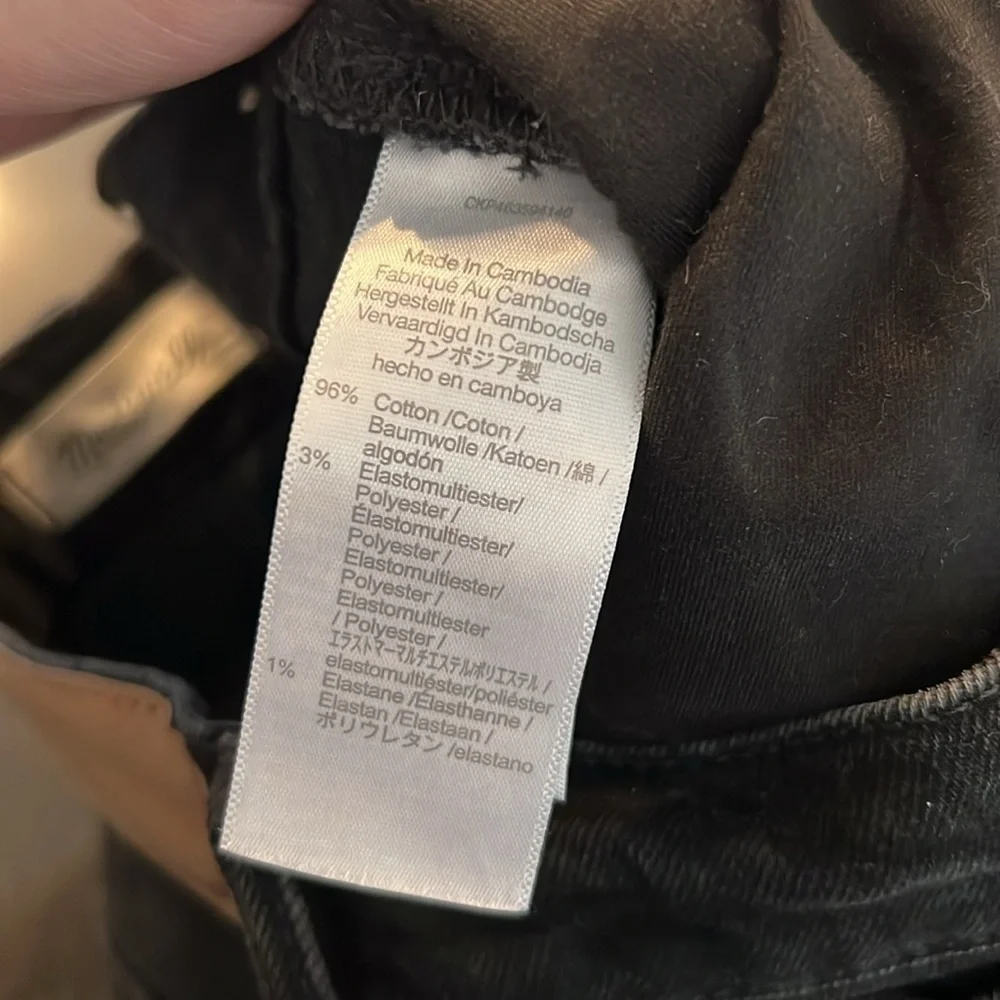 Made In Cambodia
Fabriqué Au Cambodge
Hergestellt In Kambodscha
Vervaardigd In Cambodja
カンボジア製
hecho en camboya
96% Cotton /Coton /
Baumwolle /Katoen /綿 /
algodón
3% Elastomultiester/
Polyester /
Élastomultiester/
Polyester /
Elastomultiester/
Polyester /
Elastomultiester
/ Polyester /
エラストマーマルチエステル/ポリエステル /
elastomultiéster/poliéster
1% Elastane /Élasthanne /
Elastan /Elastaan /
ポリウレタン /elastano